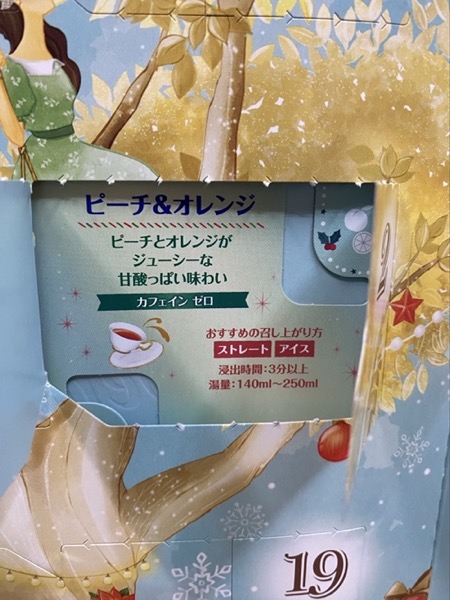 ピーチ&オレンジ
ピーチとオレンジが
ジューシーな
甘酸っぱい味わい
カフェイン ゼロ
おすすめの召し上がり方
ストレート アイス
浸出時間:3分以上
湯量:140ml〜250ml
19